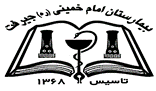 بیمارستان امام خمینی (ره) جیرفت
تاسیس ۱۳۶۸